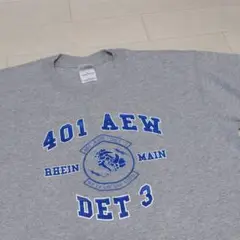 401 AEW
RHEIN MAIN
DET 3